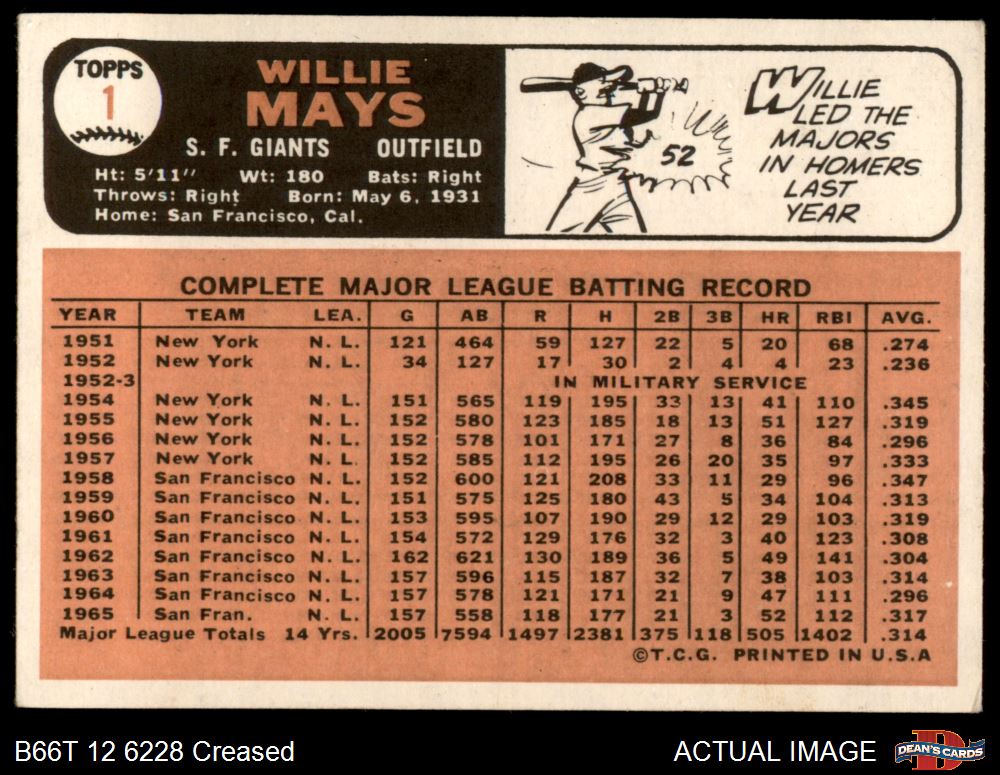 TOPPS
1
WILLIE
MAYS
S. F. GIANTS OUTFIELD
Ht: 5'11" Wt: 180 Bats: Right
Throws: Right Born: May 6, 1931
Home: San Francisco, Cal.
52
WILLIE
LED THE
MAJORS
IN HOMERS
LAST
YEAR
COMPLETE MAJOR LEAGUE BATTING RECORD
YEAR TEAM LEA. G AB R H 2B 3B HR RBI AVG.
1951 New York N. L. 121 464 59 127 22 5 20 68 .274
1952 New York N. L. 34 127 17 30 2 4 4 23 .236
1952-3 IN MILITARY SERVICE
1954 New York N. L. 151 565 119 195 33 13 41 110 .345
1955 New York N. L. 152 580 123 185 18 13 51 127 .319
1956 New York N. L. 152 578 101 171 27 8 36 84 .296
1957 New York N. L. 152 585 112 195 26 20 35 97 .333
1958 San Francisco N. L. 152 600 121 208 33 11 29 96 .347
1959 San Francisco N. L. 151 575 125 180 43 5 34 104 .313
1960 San Francisco N. L. 153 595 107 190 29 12 29 103 .319
1961 San Francisco N. L. 154 572 129 176 32 3 40 123 .308
1962 San Francisco N. L. 162 621 130 189 36 5 49 141 .304
1963 San Francisco N. L. 157 596 115 187 32 7 38 103 .314
1964 San Francisco N. L. 157 578 121 171 21 9 47 111 .296
1965 San Fran. N. L. 157 558 118 177 21 3 52 112 .317
Major League Totals 14 Yrs. 2005 7594 1497 2381 375 118 505 1402 .314
©T.C.G. PRINTED IN U.S.A
B66T 12 6228 Creased ACTUAL IMAGE
DEAN'S CARDS